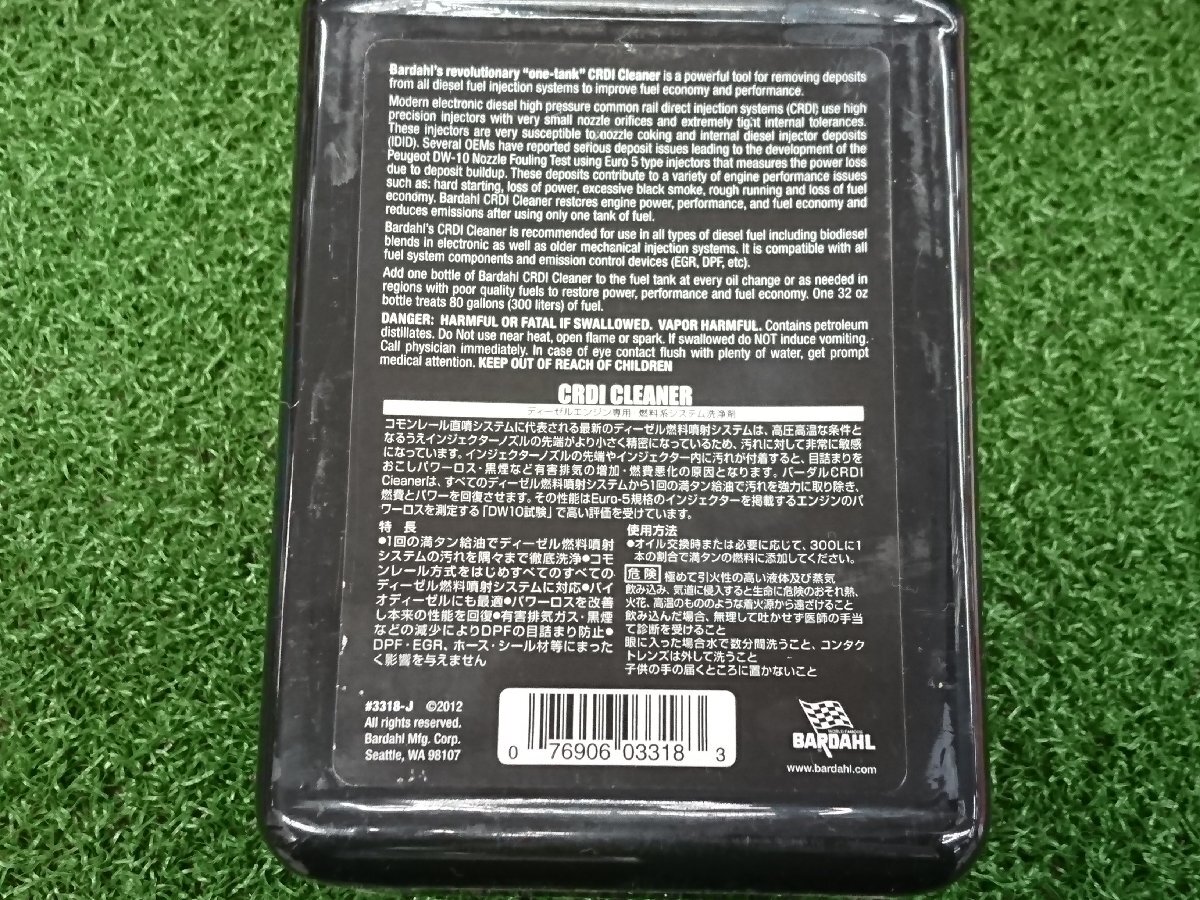 Bardahl's revolutionary "one-tank" CRDI Cleaner is a powerful tool for removing deposits
from all diesel fuel injection systems to improve fuel economy and performance.
Modern electronic diesel high pressure common rail direct injection systems (CRDI) use high
precision injectors with very small nozzle orifices and extremely tight internal tolerances.
These injectors are very susceptible to nozzle coking and internal diesel injector deposits
(IDID). Several OEMs have reported serious deposit issues leading to the development of the
Peugeot DW-10 Nozzle Fouling Test using Euro 5 type injectors that measures the power loss
due to deposit buildup. These deposits contribute to a variety of engine performance issues
such as: hard starting, loss of power, excessive black smoke, rough running and loss of fuel
economy. Bardahl CRDI Cleaner restores engine power, performance, and fuel economy and
reduces emissions after using only one tank of fuel.
Bardahl's CRDI Cleaner is recommended for use in all types of diesel fuel including biodiesel
blends in electronic as well as older mechanical injection systems. It is compatible with all
fuel system components and emission control devices (EGR, DPF, etc).
Add one bottle of Bardahl CRDI Cleaner to the fuel tank at every oil change or as needed in
regions with poor quality fuels to restore power, performance and fuel economy. One 32 oz
bottle treats 80 gallons (300 liters) of fuel.
DANGER: HARMFUL OR FATAL IF SWALLOWED. VAPOR HARMFUL. Contains petroleum
distillates. Do Not use near heat, open flame or spark. If swallowed do NOT induce vomiting.
Call physician immediately. In case of eye contact flush with plenty of water, get prompt
medical attention. KEEP OUT OF REACH OF CHILDREN
CRDI CLEANER
ディーゼルエンジン専用 燃料系システム洗浄剤
コモンレール直噴システムに代表される最新のディーゼル燃料噴射システムは、高圧高温な条件と
なるうえインジェクターノズルの先端がより小さく精密になっているため、汚れに対して非常に敏感
になっています。インジェクターノズルの先端やインジェクター内に汚れが付着すると、目詰まりを
おこしパワーロス・黒煙など有害排気の増加・燃費悪化の原因となります。バーダルCRDI
Cleanerは、すべてのディーゼル燃料噴射システムから1回の満タン給油で汚れを強力に取り除き、
燃費とパワーを回復させます。その性能はEuro-5規格のインジェクターを掲載するエンジンのパ
ワーロスを測定する「DW10試験」で高い評価を受けています。
特 長
●1回の満タン給油でディーゼル燃料噴射
システムの汚れを隅々まで徹底洗浄●コモ
ンレール方式をはじめすべてのすべての
ディーゼル燃料噴射システムに対応●バイ
オディーゼルにも最適●パワーロスを改善
し本来の性能を回復●有害排気ガス・黒煙
などの減少によりDPFの目詰まり防止●
DPF・EGR、ホース・シール材等にまった
く影響を与えません
使用方法
●オイル交換時または必要に応じて、300Lに1
本の割合で満タンの燃料に添加してください。
危険 極めて引火性の高い液体及び蒸気
飲み込み、気道に侵入すると生命に危険のおそれ熱、
火花、高温のもののような着火源から遠ざけること
飲み込んだ場合、無理して吐かせず医師の手当
て診断を受けること
眼に入った場合水で数分間洗うこと、コンタク
トレンズは外して洗うこと
子供の手の届くところに置かないこと
#3318-J ©2012
All rights reserved.
Bardahl Mfg. Corp.
Seattle, WA 98107
0 76906 03318 3
WORLD FAMOUS
BARDAHL
www.bardahl.com